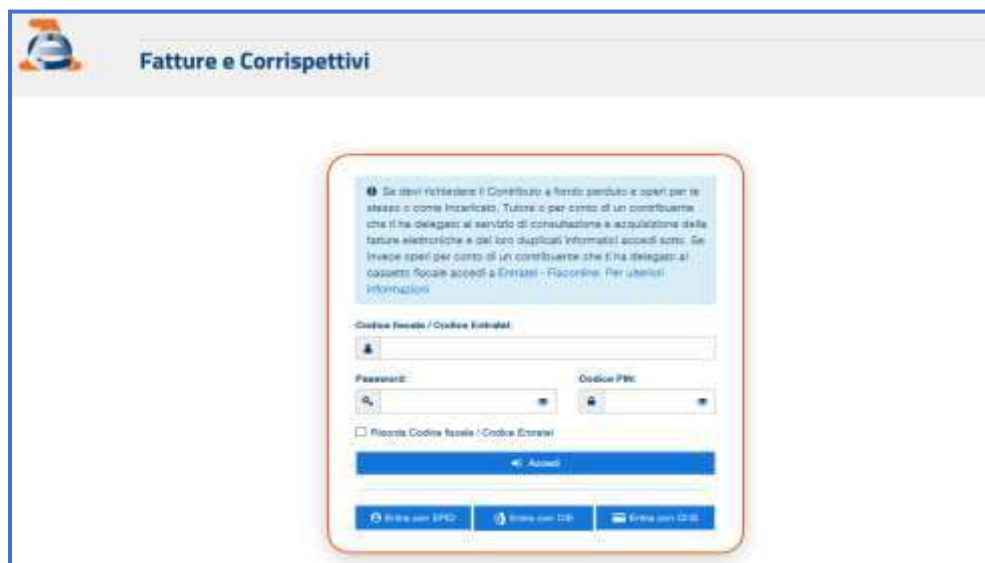 Fatture e Corrispettivi
Se devi richiedere il Contributo a fondo perduto e operi per te
stesso o come Incaricato, Tutore o per conto di un contribuente
che ti ha delegato al servizio di consultazione e acquisizione delle
fatture elettroniche e dei loro duplicati informatici accedi sotto. Se
invece operi per conto di un contribuente che ti ha delegato al
cassetto fiscale accedi a Entratel - Fisconline. Per ulteriori
informazioni
Codice fiscale / Codice Entratel:
Password: Codice PIN:
Ricorda Codice fiscale / Codice Entratel
Accedi
Entra con SPID Entra con CIE Entra con CNS